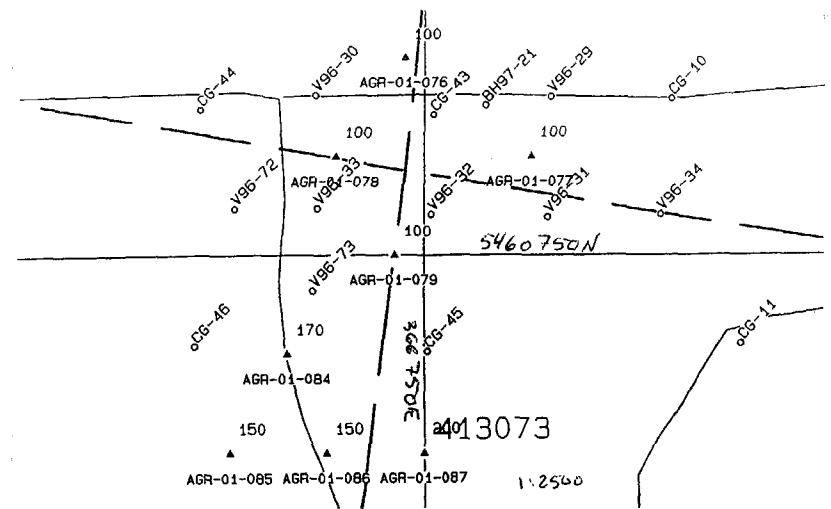 100
V96-30
V96-29
CG-44
BH97-21
CG-10
AGR-01-076
CG-43
100
100
V96-72
AGR-01-078
V96-33
V96-32
AGR-01-077
V96-31
V96-34
100
5460750N
V96-73
AGR-01-079
CG-46
170
CG-45
CG-11
AGR-01-084
368750E
150
150
413073
AGR-01-085
AGR-01-086
AGR-01-087
1:2500